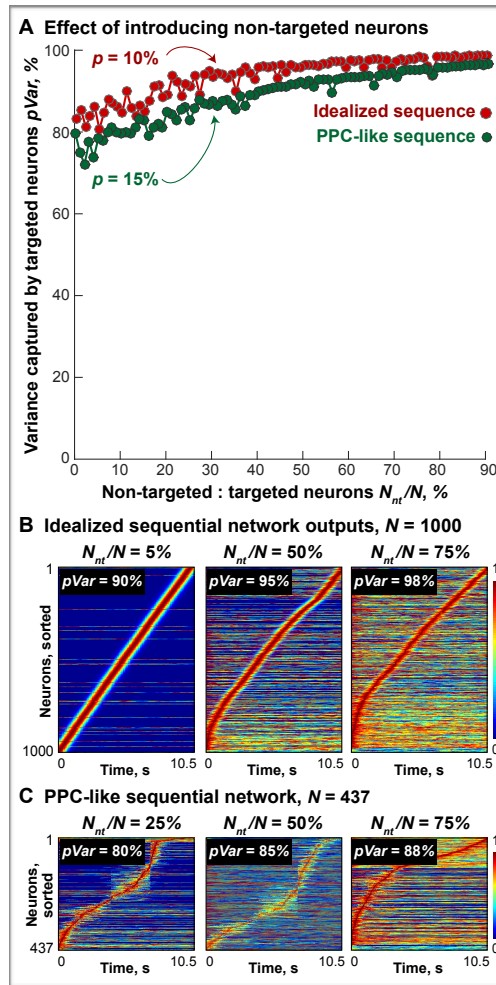 A Effect of introducing non-targeted neurons
Variance captured by targeted neurons pVar, %
100
80
60
40
20
0
p = 10%
Idealized sequence
PPC-like sequence
p = 15%
0 10 20 30 40 50 60 70 80 90
Non-targeted : targeted neurons Nnt/N, %
B Idealized sequential network outputs, N = 1000
Nnt/N = 5% Nnt/N = 50% Nnt/N = 75%
Neurons, sorted
1
1000
pVar = 90% pVar = 95% pVar = 98%
1
0
0 10.5 0 10.5 0 10.5
Time, s Time, s Time, s
C PPC-like sequential network, N = 437
Nnt/N = 25% Nnt/N = 50% Nnt/N = 75%
Neurons,
sorted
1
437
pVar = 80% pVar = 85% pVar = 88%
1
0
0 10.5 0 10.5 0 10.5
Time, s Time, s Time, s